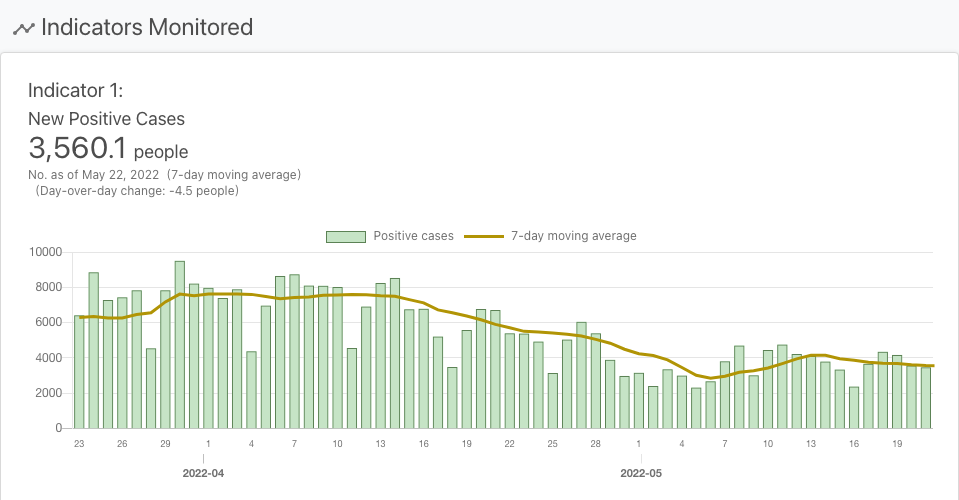 Indicators Monitored
Indicator 1:
New Positive Cases
3,560.1 people
No. as of May 22, 2022 (7-day moving average)
(Day-over-day change: -4.5 people)
Positive cases 7-day moving average
10000
8000
6000
4000
2000
0
23 26 29 1 4 7 10 13 16 19 22 25 28 1 4 7 10 13 16 19
2022-04 2022-05